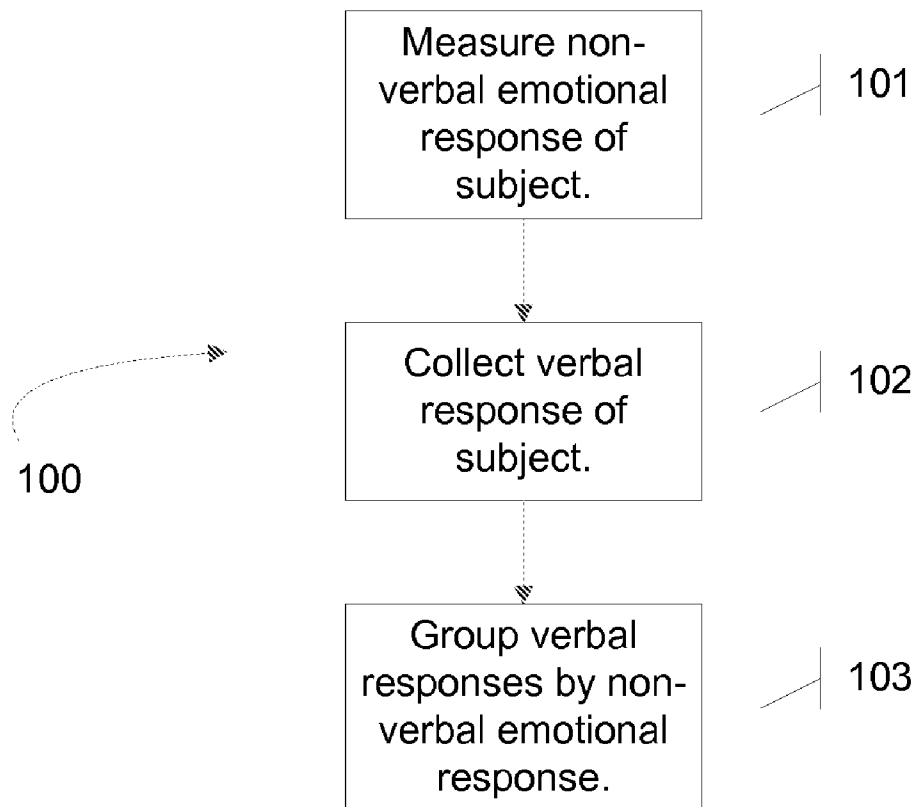 Measure non-
verbal emotional
response of
subject.
101
Collect verbal
response of
subject.
102
100
Group verbal
responses by non-
verbal emotional
response.
103